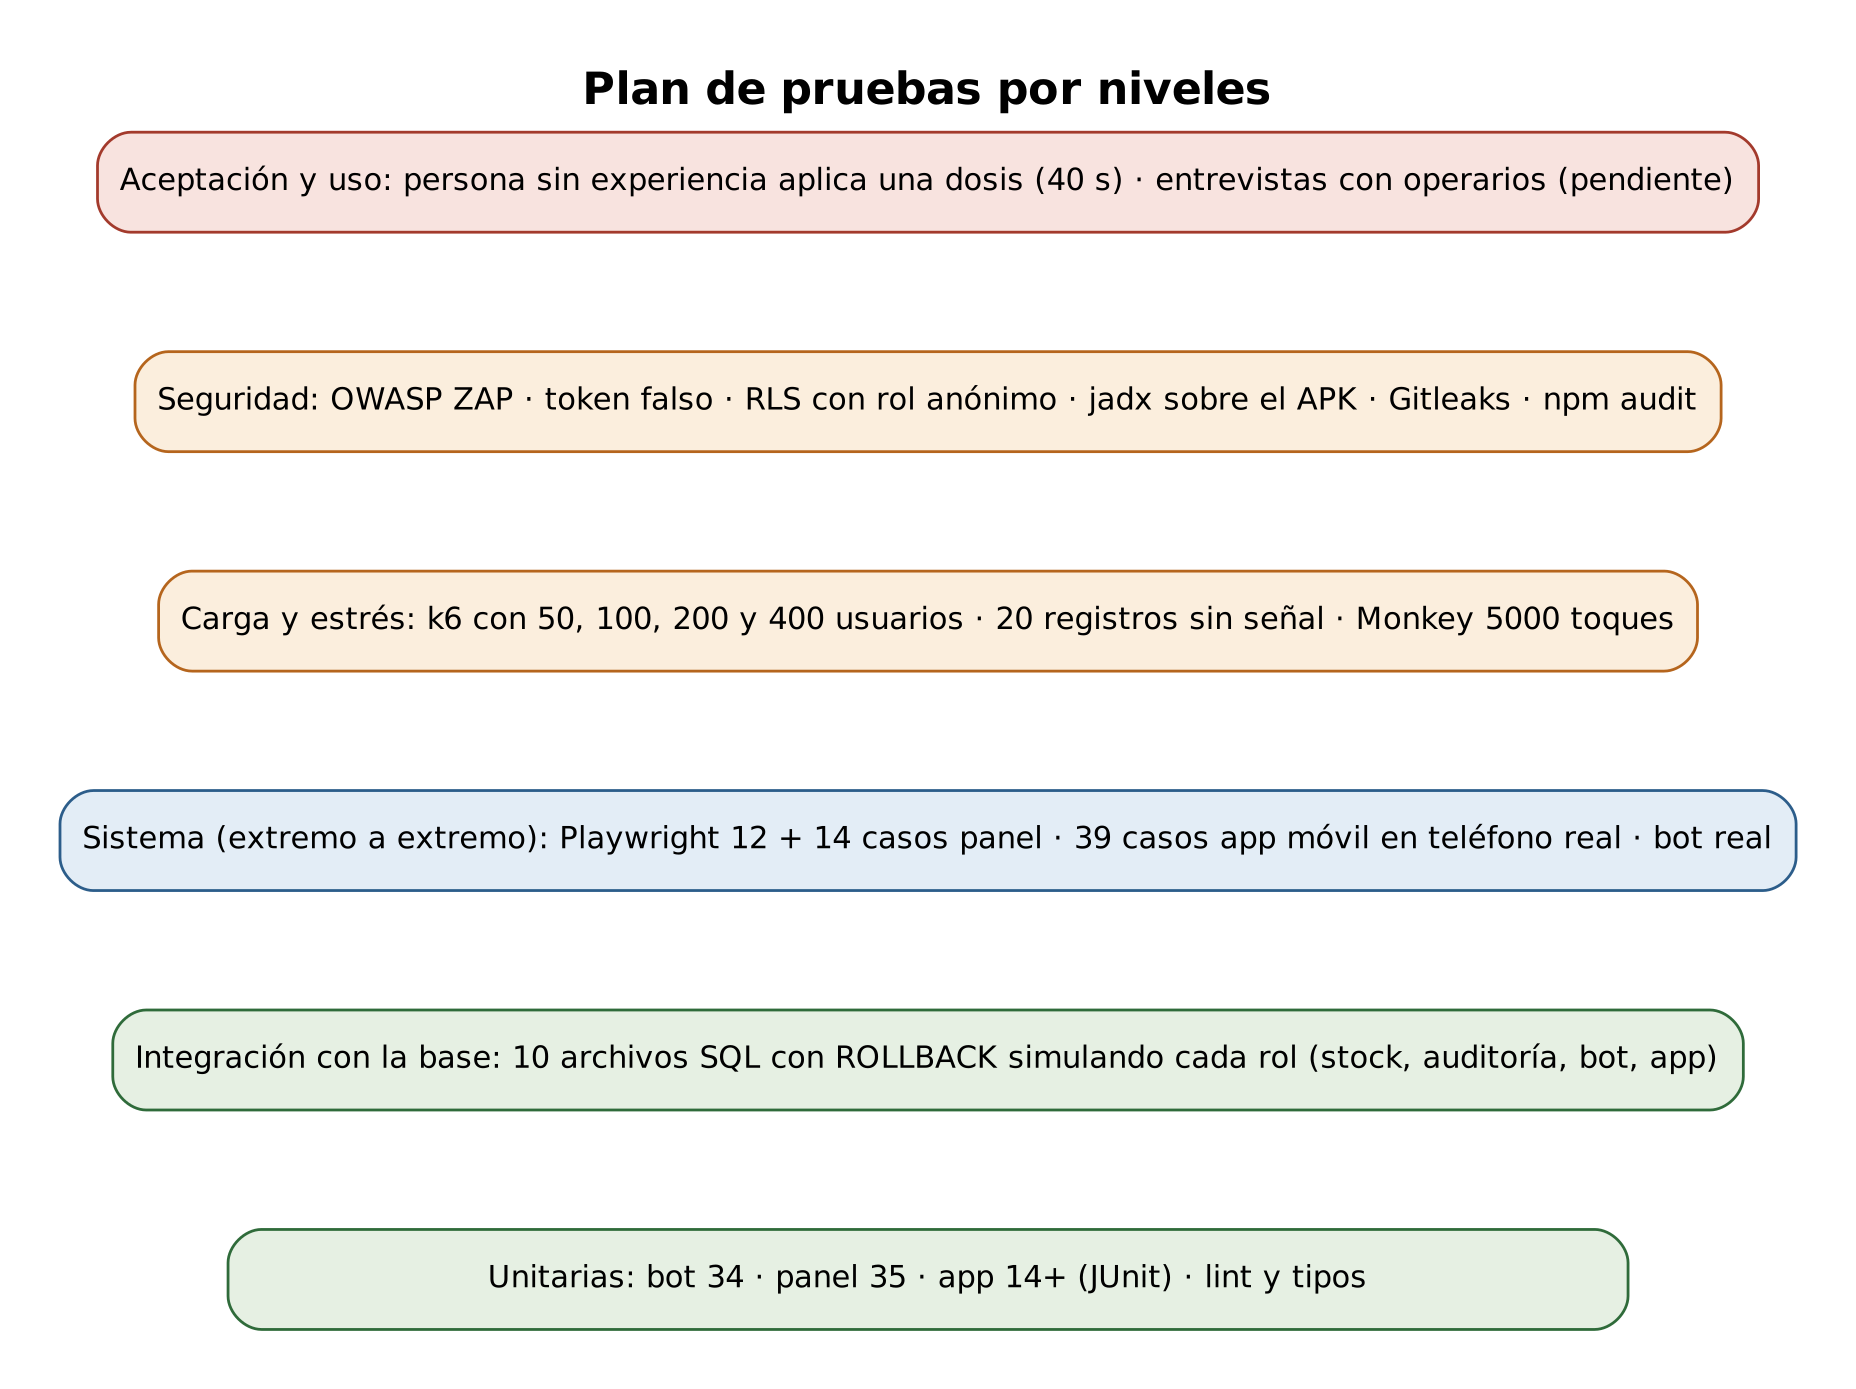 Plan de pruebas por niveles
Aceptación y uso: persona sin experiencia aplica una dosis (40 s) · entrevistas con operarios (pendiente)
Seguridad: OWASP ZAP · token falso · RLS con rol anónimo · jadx sobre el APK · Gitleaks · npm audit
Carga y estrés: k6 con 50, 100, 200 y 400 usuarios · 20 registros sin señal · Monkey 5000 toques
Sistema (extremo a extremo): Playwright 12 + 14 casos panel · 39 casos app móvil en teléfono real · bot real
Integración con la base: 10 archivos SQL con ROLLBACK simulando cada rol (stock, auditoría, bot, app)
Unitarias: bot 34 · panel 35 · app 14+ (JUnit) · lint y tipos